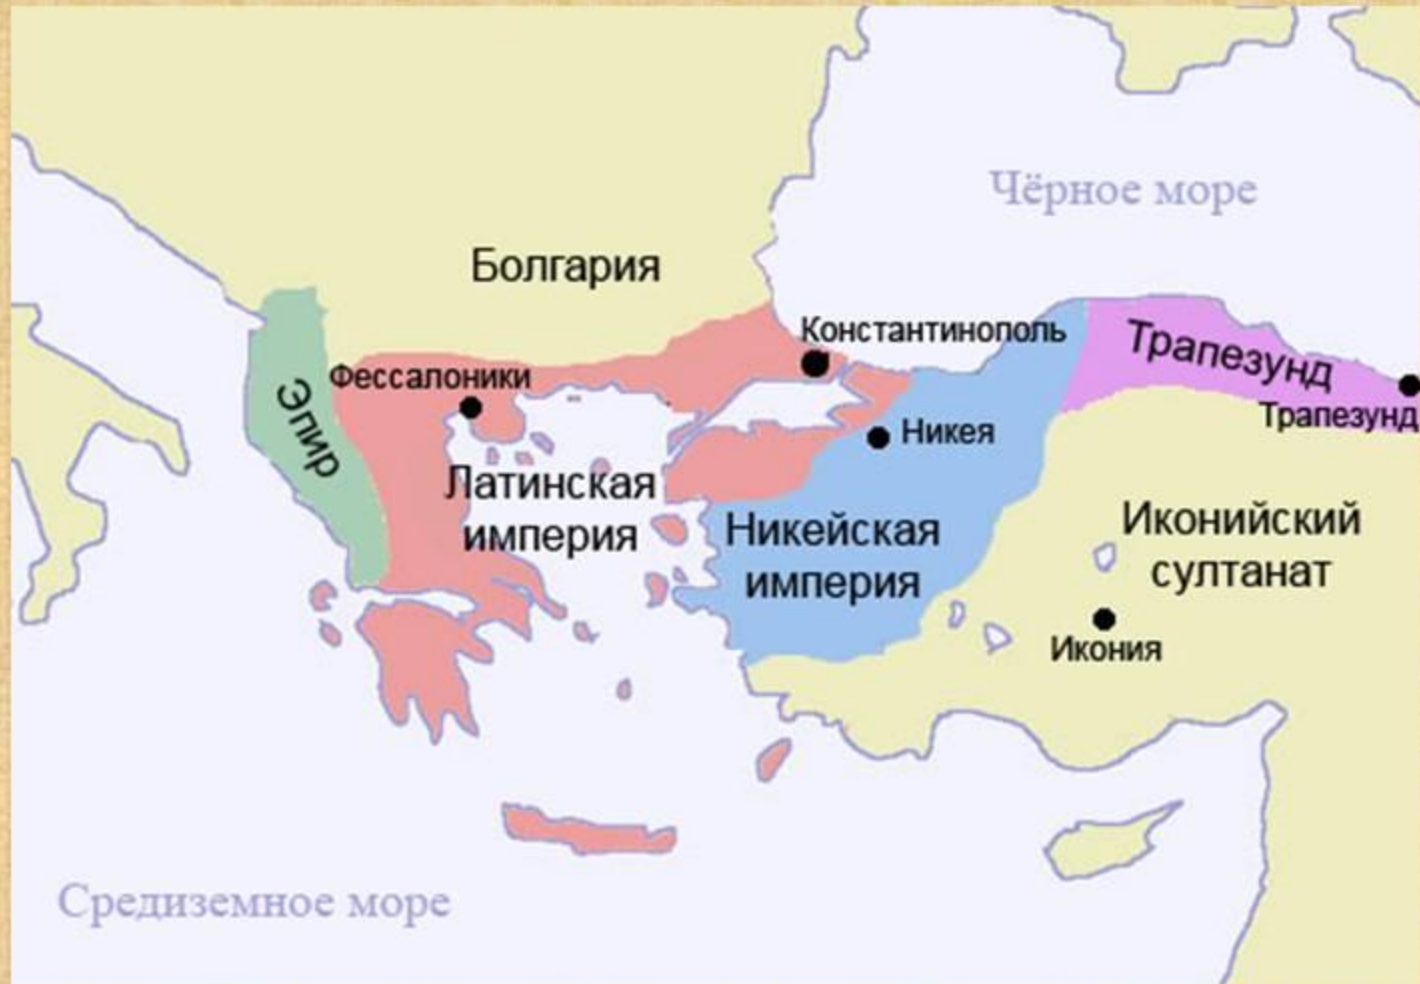 Чёрное море
Болгария
Константинополь
Трапезунд
Фессалоники
Эпир
Трапезунд
Никея
Латинская
империя
Никейская
империя
Иконийский
султанат
Икония
Средиземное море